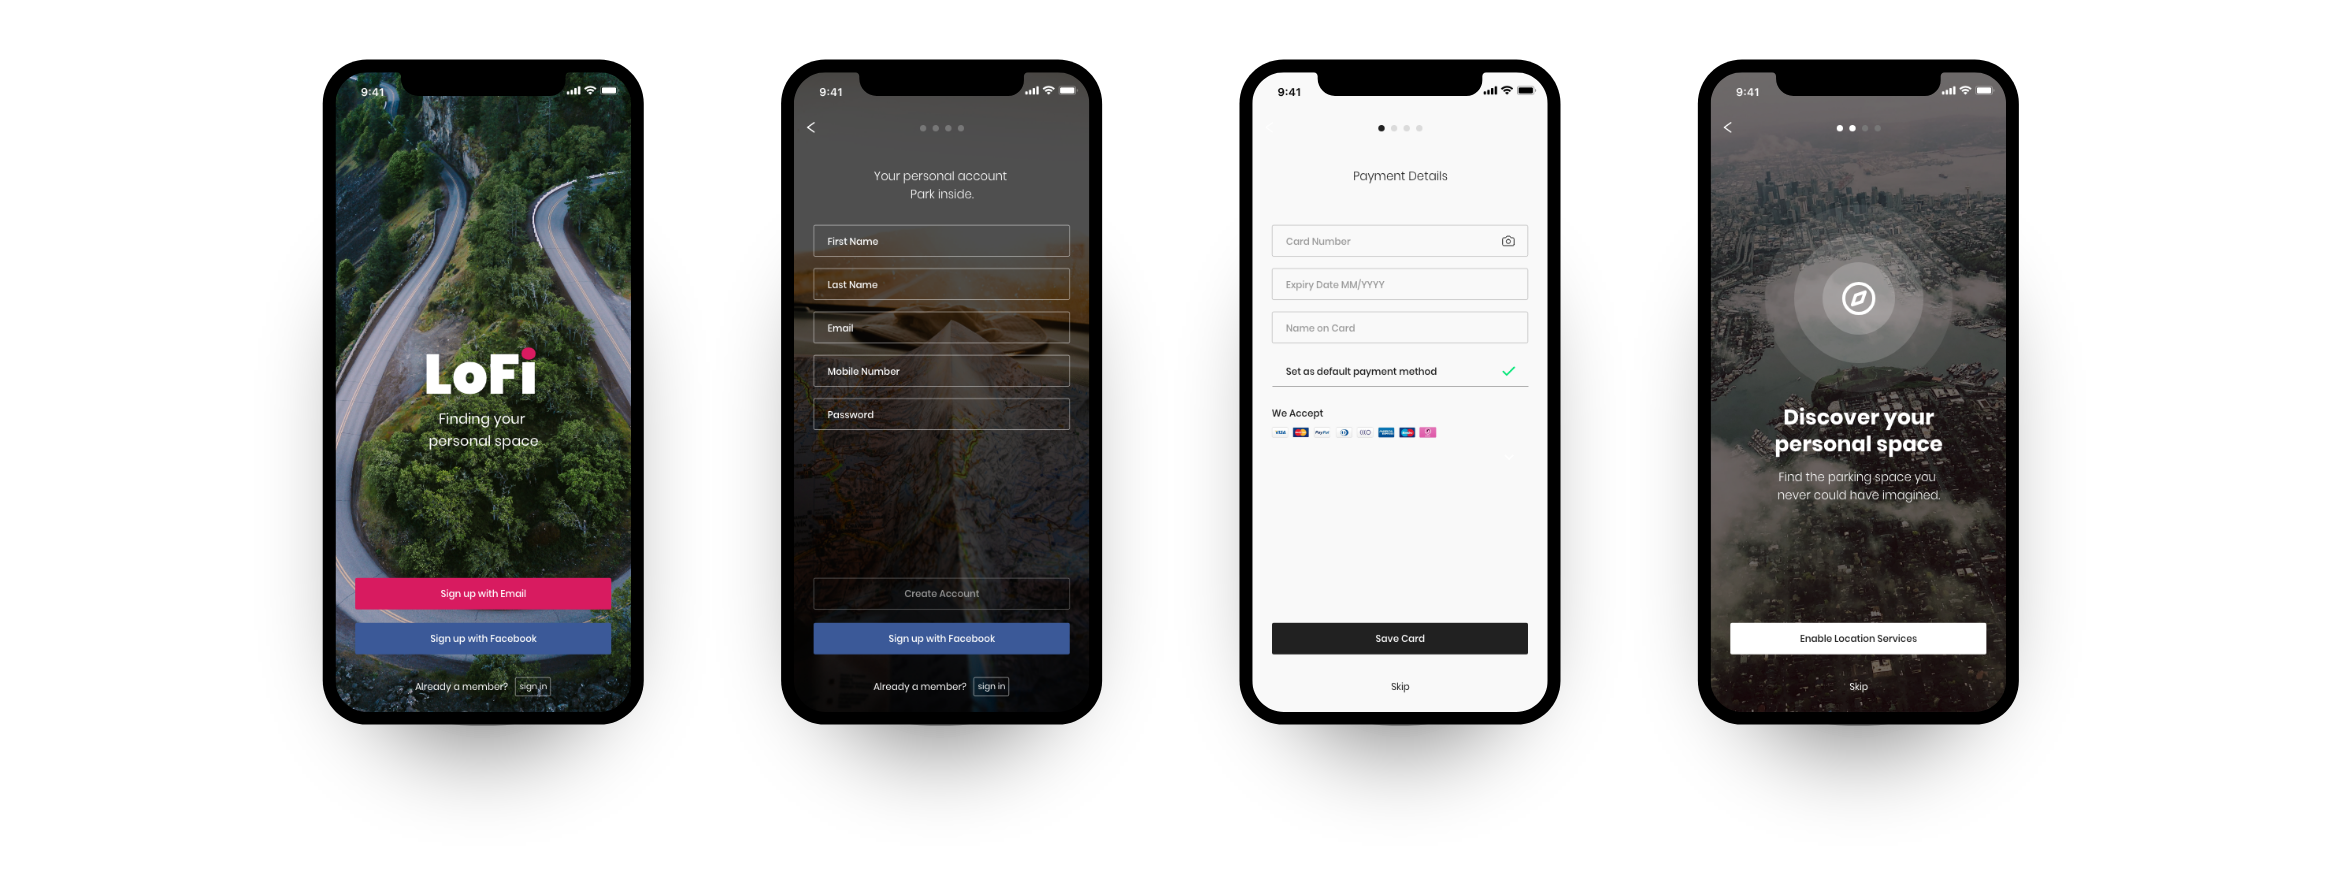 9:41
LoFi
Finding your
personal space
Sign up with Email
Sign up with Facebook
Already a member? sign in
9:41
Your personal account
Park inside.
First Name
Last Name
Email
Mobile Number
Password
Create Account
Sign up with Facebook
Already a member? sign in
9:41
Payment Details
Card Number
Expiry Date MM/YYYY
Name on Card
Set as default payment method
We Accept
VISA PayPal
Save Card
Skip
9:41
Discover your
personal space
Find the parking space you
never could have imagined.
Enable Location Services
Skip